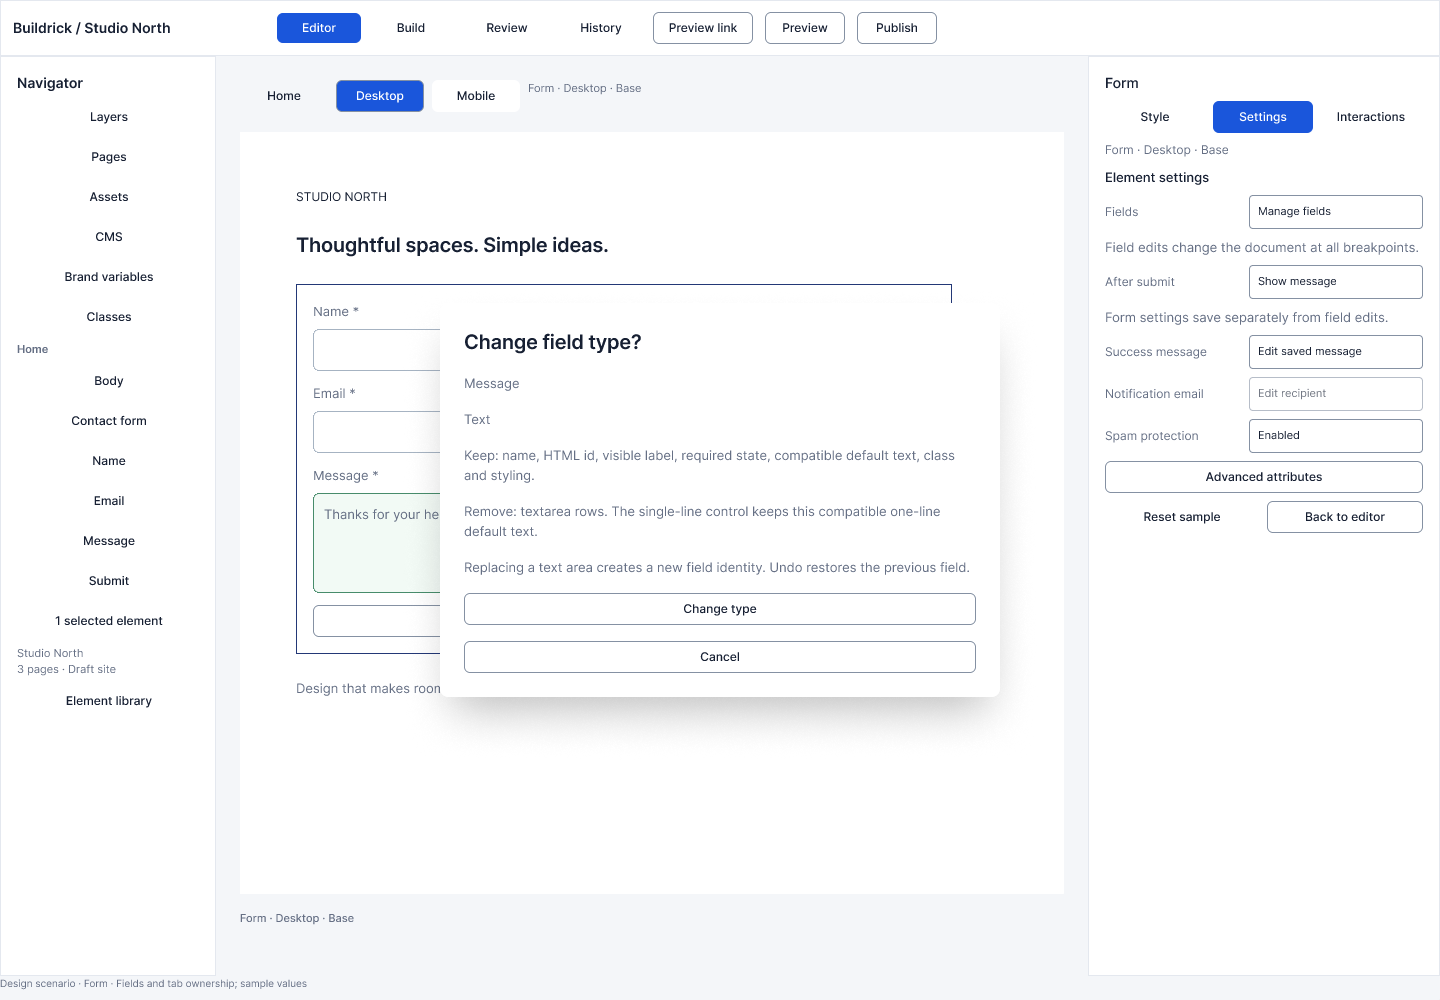 Buildrick / Studio North
Editor
Build
Review
History
Preview link
Preview
Publish
Navigator
Layers
Pages
Assets
CMS
Brand variables
Classes
Home
Body
Contact form
Name
Email
Message
Submit
1 selected element
Studio North
3 pages · Draft site
Element library
Home
Desktop
Mobile
Form · Desktop · Base
STUDIO NORTH
Thoughtful spaces. Simple ideas.
Name *
Email *
Message *
Thanks for your he
Design that makes roor
Change field type?
Message
Text
Keep: name, HTML id, visible label, required state, compatible default text, class
and styling.
Remove: textarea rows. The single-line control keeps this compatible one-line
default text.
Replacing a text area creates a new field identity. Undo restores the previous field.
Change type
Cancel
Form · Desktop · Base
Form
Style
Settings
Interactions
Form · Desktop · Base
Element settings
Fields
Manage fields
Field edits change the document at all breakpoints.
After submit
Show message
Form settings save separately from field edits.
Success message
Edit saved message
Notification email
Edit recipient
Spam protection
Enabled
Advanced attributes
Reset sample
Back to editor
Design scenario · Form · Fields and tab ownership; sample values